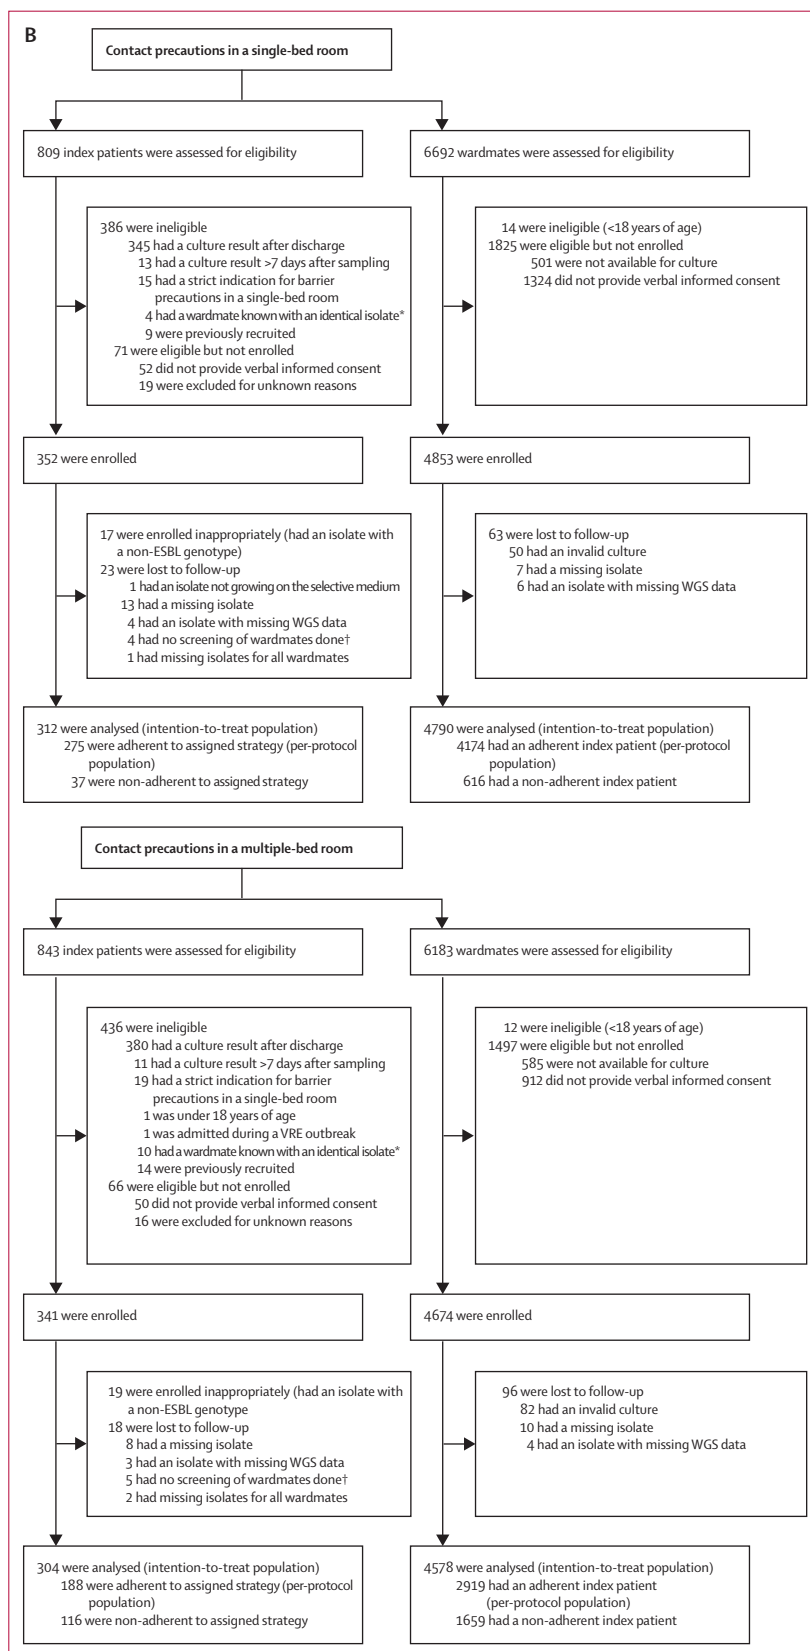 B
Contact precautions in a single-bed room
809 index patients were assessed for eligibility
6692 wardmates were assessed for eligibility
386 were ineligible
345 had a culture result after discharge
13 had a culture result >7 days after sampling
15 had a strict indication for barrier
precautions in a single-bed room
4 had a wardmate known with an identical isolate*
9 were previously recruited
71 were eligible but not enrolled
52 did not provide verbal informed consent
19 were excluded for unknown reasons
14 were ineligible (<18 years of age)
1825 were eligible but not enrolled
501 were not available for culture
1324 did not provide verbal informed consent
352 were enrolled
4853 were enrolled
17 were enrolled inappropriately (had an isolate with
a non-ESBL genotype)
23 were lost to follow-up
1 had an isolate not growing on the selective medium
13 had a missing isolate
4 had an isolate with missing WGS data
4 had no screening of wardmates done†
1 had missing isolates for all wardmates
63 were lost to follow-up
50 had an invalid culture
7 had a missing isolate
6 had an isolate with missing WGS data
312 were analysed (intention-to-treat population)
275 were adherent to assigned strategy (per-protocol
population)
37 were non-adherent to assigned strategy
4790 were analysed (intention-to-treat population)
4174 had an adherent index patient (per-protocol
population)
616 had a non-adherent index patient
Contact precautions in a multiple-bed room
843 index patients were assessed for eligibility
6183 wardmates were assessed for eligibility
436 were ineligible
380 had a culture result after discharge
11 had a culture result >7 days after sampling
19 had a strict indication for barrier
precautions in a single-bed room
1 was under 18 years of age
1 was admitted during a VRE outbreak
10 had a wardmate known with an identical isolate*
14 were previously recruited
66 were eligible but not enrolled
50 did not provide verbal informed consent
16 were excluded for unknown reasons
12 were ineligible (<18 years of age)
1497 were eligible but not enrolled
585 were not available for culture
912 did not provide verbal informed consent
341 were enrolled
4674 were enrolled
19 were enrolled inappropriately (had an isolate with
a non-ESBL genotype
18 were lost to follow-up
8 had a missing isolate
3 had an isolate with missing WGS data
5 had no screening of wardmates done†
2 had missing isolates for all wardmates
96 were lost to follow-up
82 had an invalid culture
10 had a missing isolate
4 had an isolate with missing WGS data
304 were analysed (intention-to-treat population)
188 were adherent to assigned strategy (per-protocol
population)
116 were non-adherent to assigned strategy
4578 were analysed (intention-to-treat population)
2919 had an adherent index patient
(per-protocol population)
1659 had a non-adherent index patient